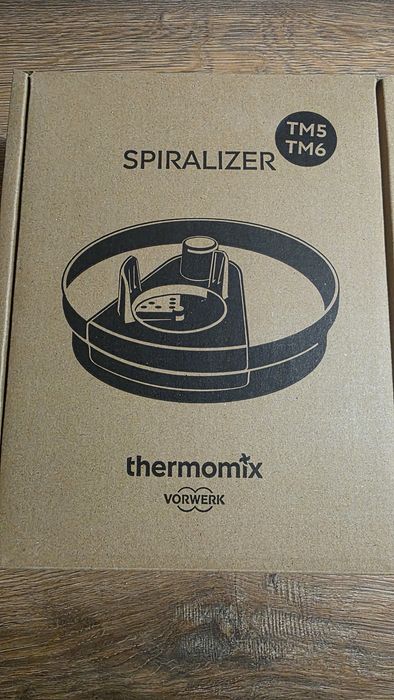 TM5
TM6
SPIRALIZER
thermomix
VORWERK